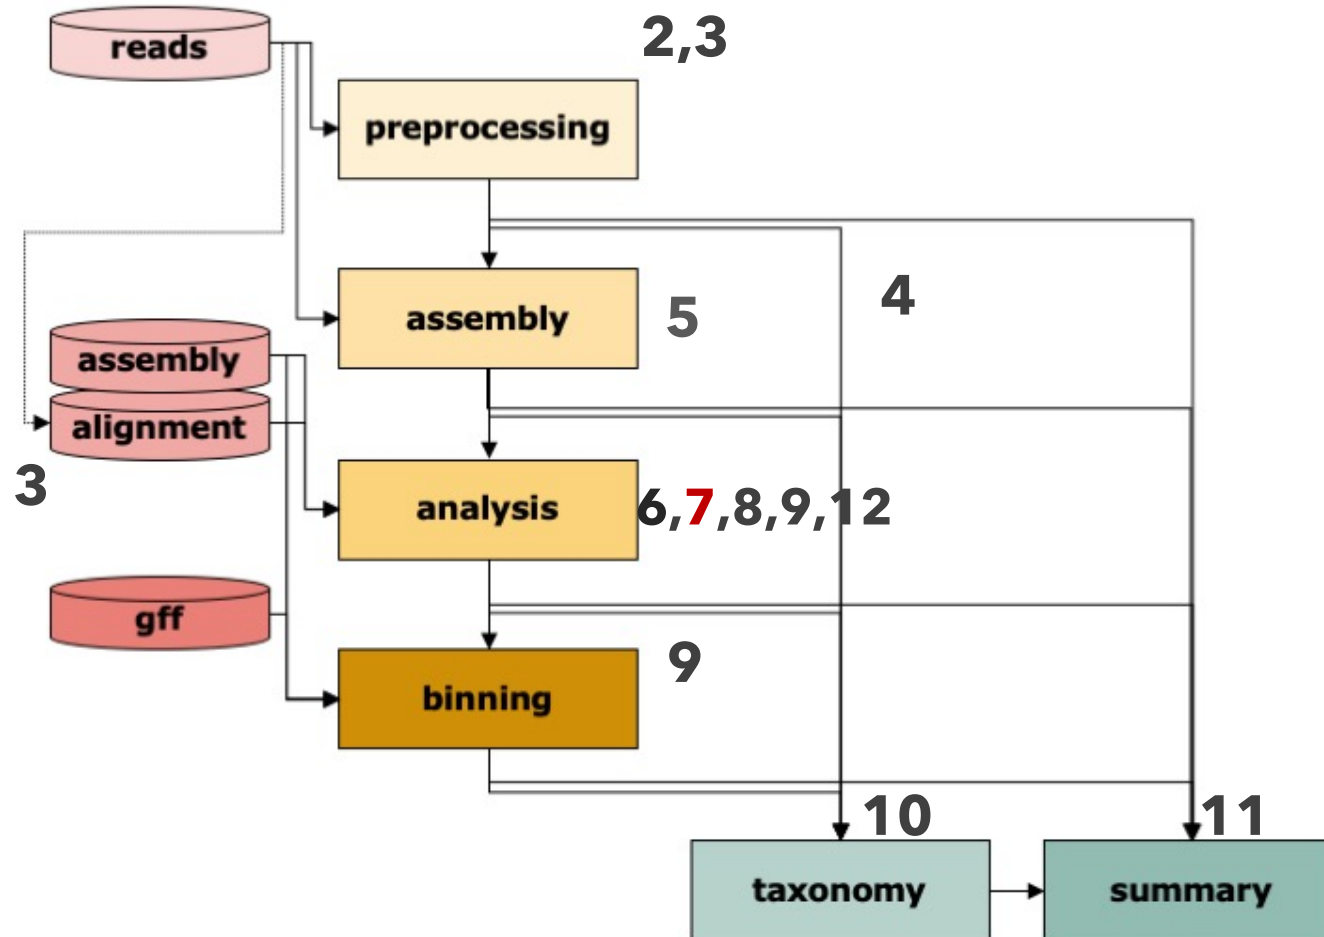 reads
2,3
preprocessing
4
assembly
5
assembly
alignment
3
analysis
6,7,8,9,12
gff
9
binning
10
11
taxonomy
summary